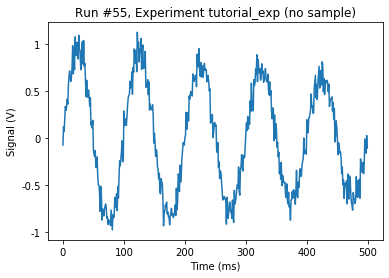 Run #55, Experiment tutorial_exp (no sample)
1
0.5
0
-0.5
-1
Signal (V)
0 100 200 300 400 500
Time (ms)